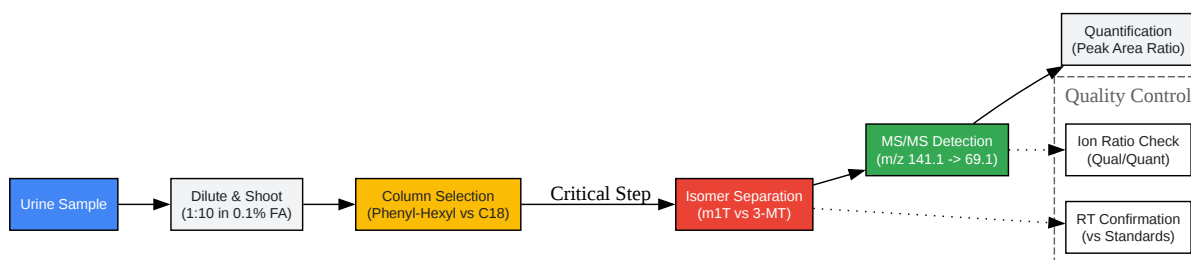 Urine Sample
Dilute & Shoot
(1:10 in 0.1% FA)
Column Selection
(Phenyl-Hexyl vs C18)
Critical Step
Isomer Separation
(m1T vs 3-MT)
MS/MS Detection
(m/z 141.1 -> 69.1)
Quantification
(Peak Area Ratio)
Quality Control
Ion Ratio Check
(Qual/Quant)
RT Confirmation
(vs Standards)